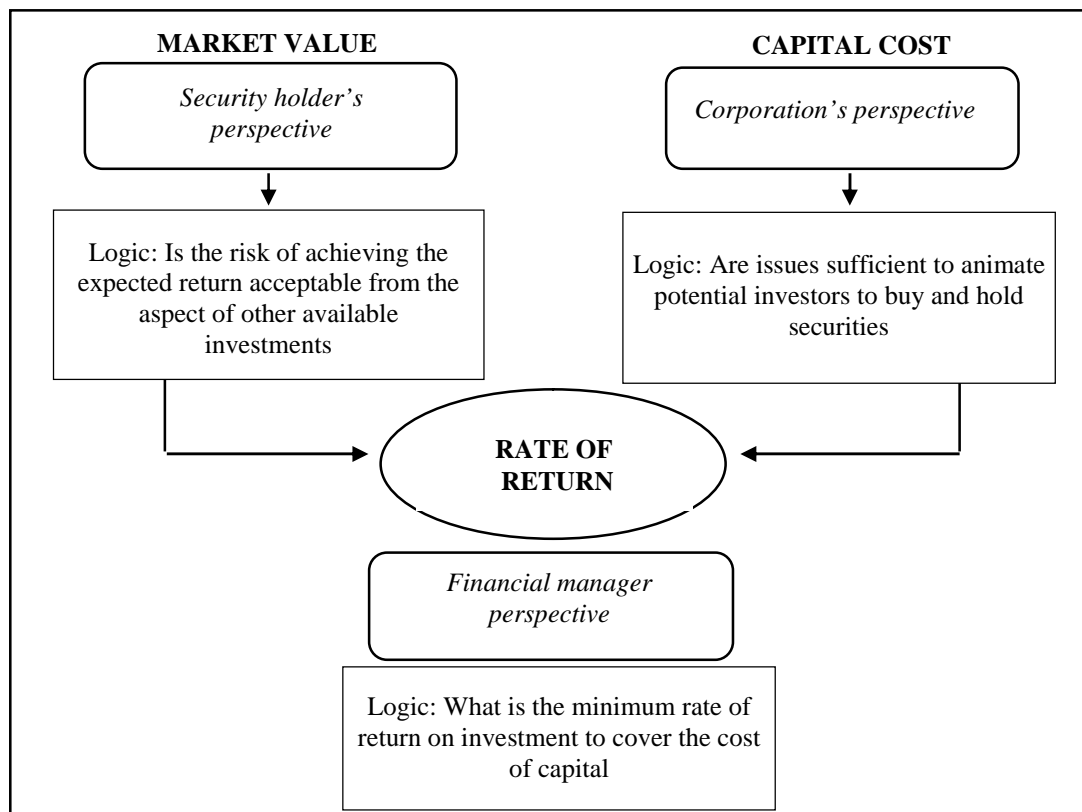 MARKET VALUE
Security holder’s
perspective
Logic: Is the risk of achieving the
expected return acceptable from the
aspect of other available
investments
CAPITAL COST
Corporation’s perspective
Logic: Are issues sufficient to animate
potential investors to buy and hold
securities
RATE OF
RETURN
Financial manager
perspective
Logic: What is the minimum rate of
return on investment to cover the cost
of capital